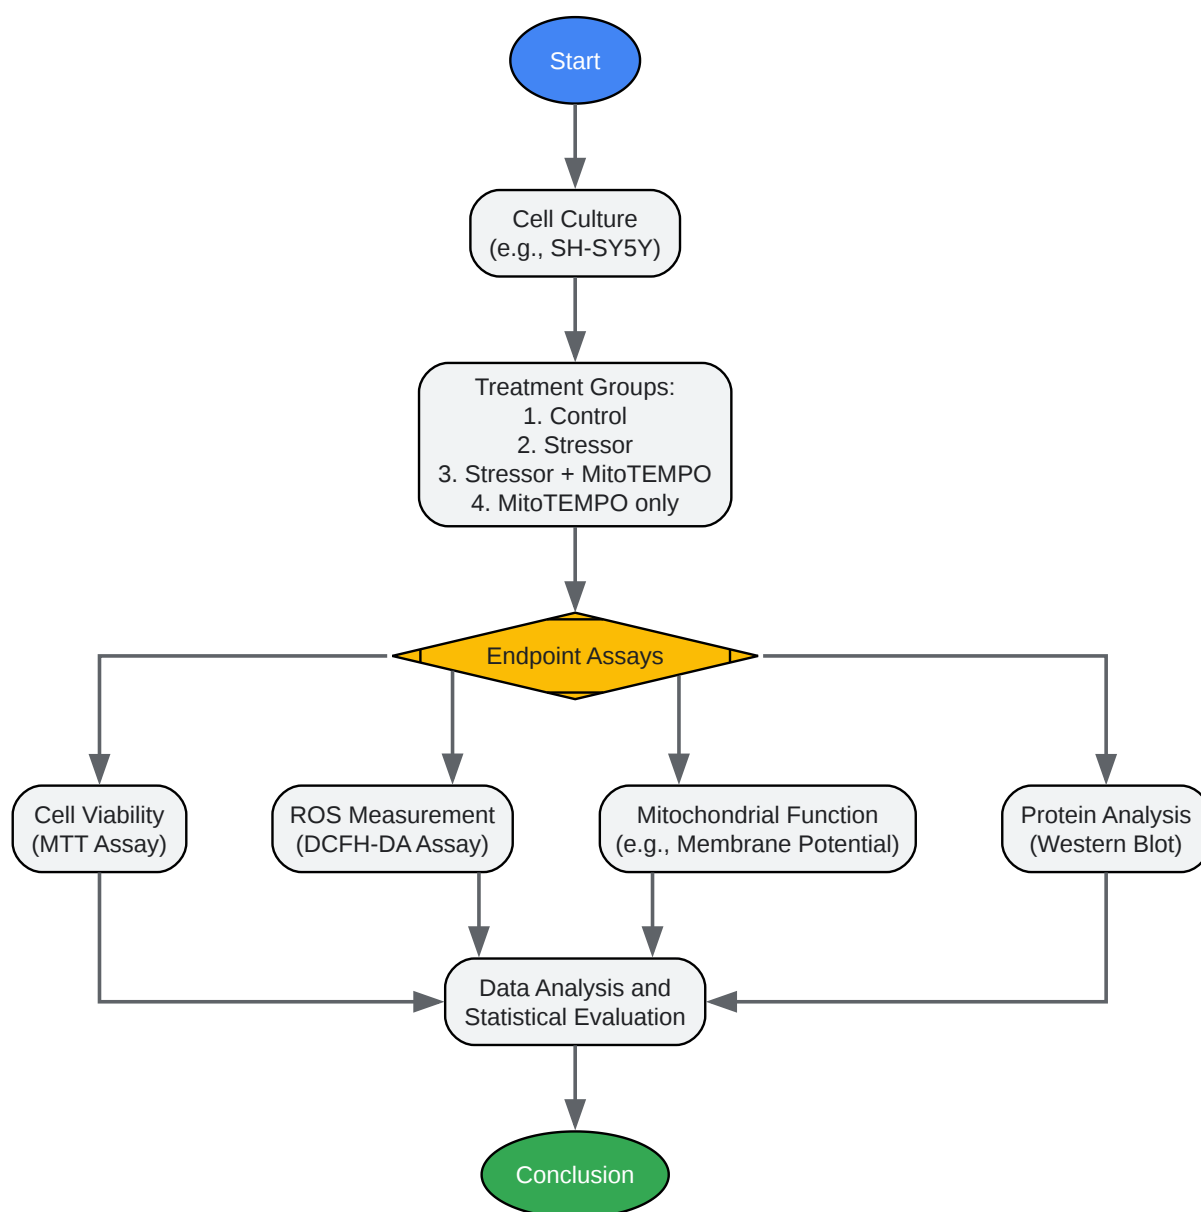 Start
Cell Culture
(e.g., SH-SY5Y)
Treatment Groups:
1. Control
2. Stressor
3. Stressor + MitoTEMPO
4. MitoTEMPO only
Endpoint Assays
Cell Viability
(MTT Assay)
ROS Measurement
(DCFH-DA Assay)
Mitochondrial Function
(e.g., Membrane Potential)
Protein Analysis
(Western Blot)
Data Analysis and
Statistical Evaluation
Conclusion